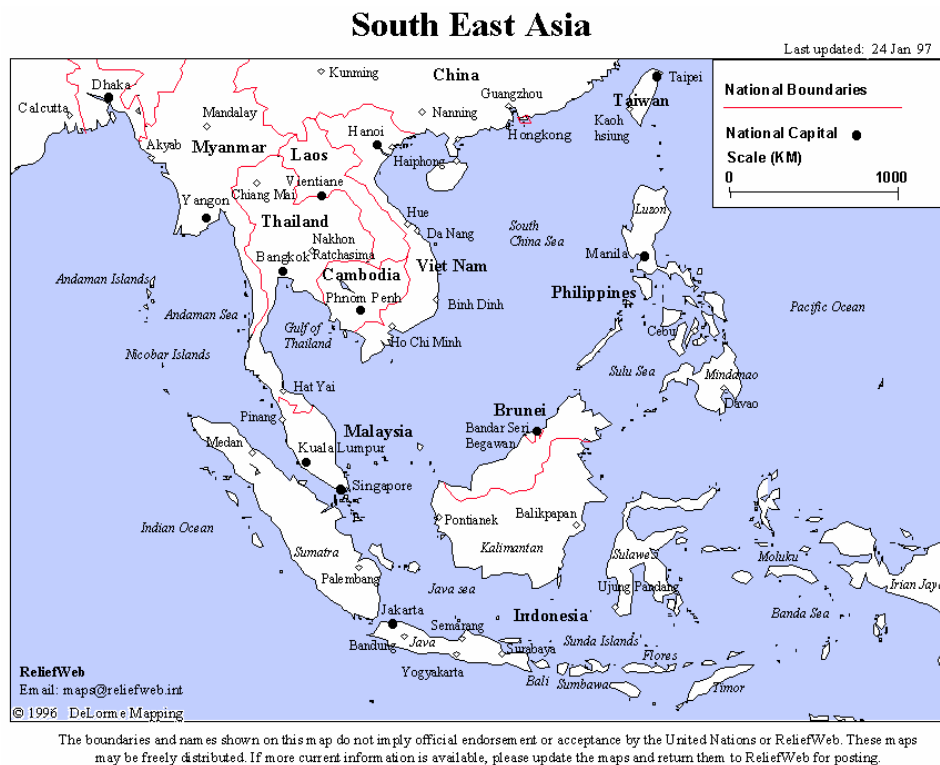 South East Asia
Last updated: 24 Jan 97
National Boundaries
National Capital
Scale (KM)
0
1000
Kunming
China
Taipei
Dhaka
Guangzhou
Taiwan
Calcutta
Nanning
Kaoh
hsiung
Mandalay
Hanoi
Hongkong
Akyab
Myanmar
Laos
Haiphong
Vientiane
Chiang Mai
Yangon
Thailand
Hue
South
China Sea
Luzon
Da Nang
Nakhon
Ratchasima
Bangkok
Manila
Viet Nam
Cambodia
Andaman Islands
Phnom Penh
Binh Dinh
Philippines
Pacific Ocean
Andaman Sea
Gulf of
Thailand
Cebu
Ho Chi Minh
Nicobar Islands
Sulu Sea
Mindanao
Hat Yai
Davao
Brunei
Pinang
Malaysia
Bandar Seri
Begawan
Medan
Kuala Lumpur
Singapore
Indian Ocean
Pontianek
Balikpapan
Sumatra
Kalimantan
Sulawesi
Moluku
Palembang
Ujung Pandang
Irian Jaya
Java sea
Jakarta
Indonesia
Banda Sea
Semarang
Bandung
Java
Surabaya
Sunda Islands
Yogyakarta
Flores
Bali
Sumbawa
Timor
ReliefWeb
Email: maps@reliefweb.int
© 1996 DeLorme Mapping
The boundaries and names shown on this map do not imply official endorsement or acceptance by the United Nations or ReliefWeb. These maps
may be freely distributed. If more current information is available, please update the maps and return them to ReliefWeb for posting.